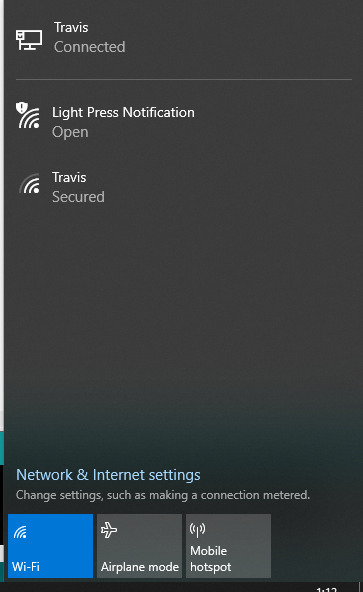 Travis
Connected
Light Press Notification
Open
Travis
Secured
Network & Internet settings
Change settings, such as making a connection metered.
Wi-Fi
Airplane mode
Mobile
hotspot